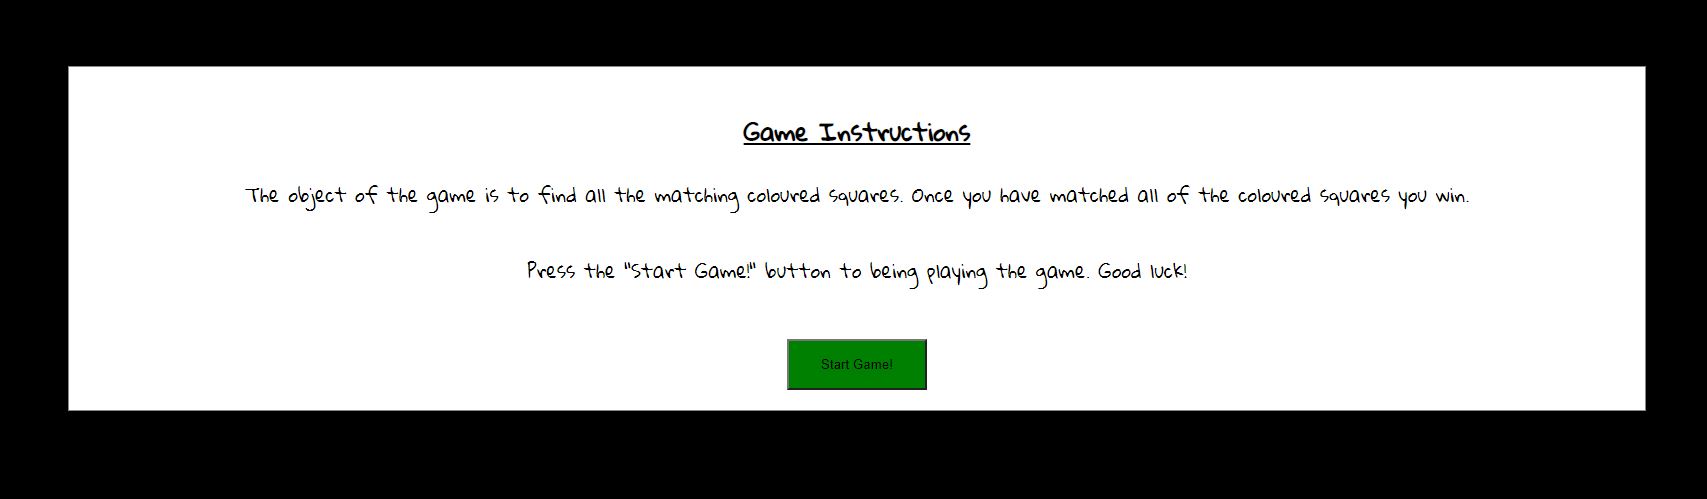 Game Instructions
The object of the game is to find all the matching coloured squares. Once you have matched all of the coloured squares you win.
Press the "Start Game!" button to being playing the game. Good luck!
Start Game!